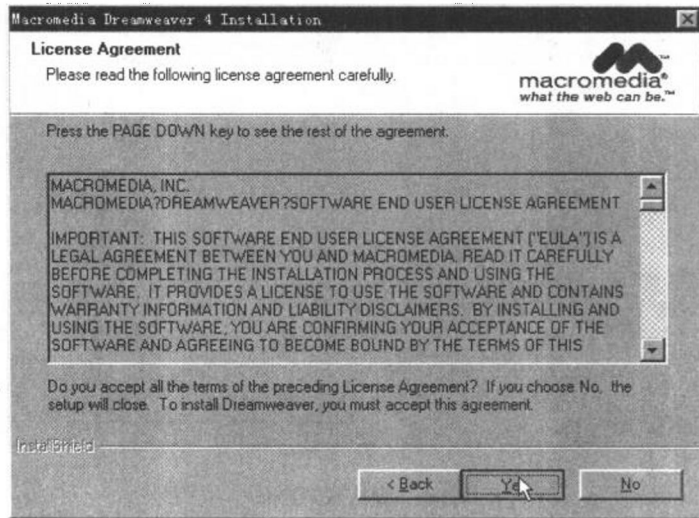 Macromedia Dreamweaver 4 Installation
License Agreement
Please read the following license agreement carefully.
macromedia®
what the web can be.™
Press the PAGE DOWN key to see the rest of the agreement.
MACROMEDIA, INC.
MACROMEDIA?DREAMWEAVER?SOFTWARE END USER LICENSE AGREEMENT
IMPORTANT: THIS SOFTWARE END USER LICENSE AGREEMENT ("EULA") IS A
LEGAL AGREEMENT BETWEEN YOU AND MACROMEDIA. READ IT CAREFULLY
BEFORE COMPLETING THE INSTALLATION PROCESS AND USING THE
SOFTWARE. IT PROVIDES A LICENSE TO USE THE SOFTWARE AND CONTAINS
WARRANTY INFORMATION AND LIABILITY DISCLAIMERS. BY INSTALLING AND
USING THE SOFTWARE, YOU ARE CONFIRMING YOUR ACCEPTANCE OF THE
SOFTWARE AND AGREEING TO BECOME BOUND BY THE TERMS OF THIS
Do you accept all the terms of the preceding License Agreement? If you choose No, the
setup will close. To install Dreamweaver, you must accept this agreement.
InstallShield
< Back
Yes
No